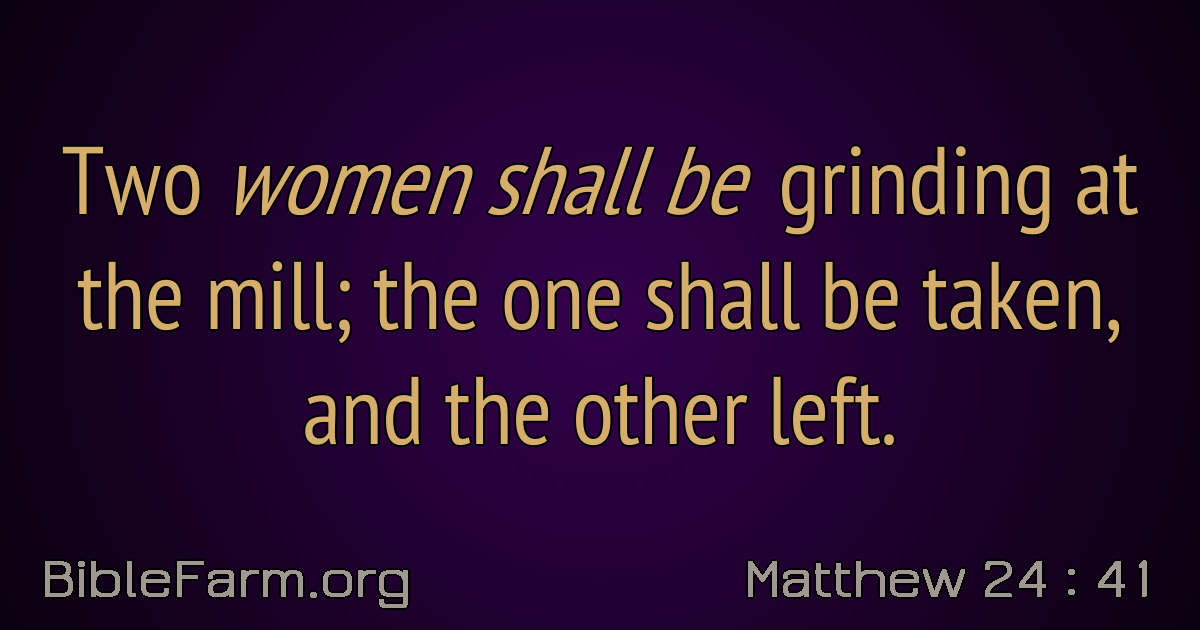 Two women shall be grinding at
the mill; the one shall be taken,
and the other left.
BibleFarm.org
Matthew 24 : 41